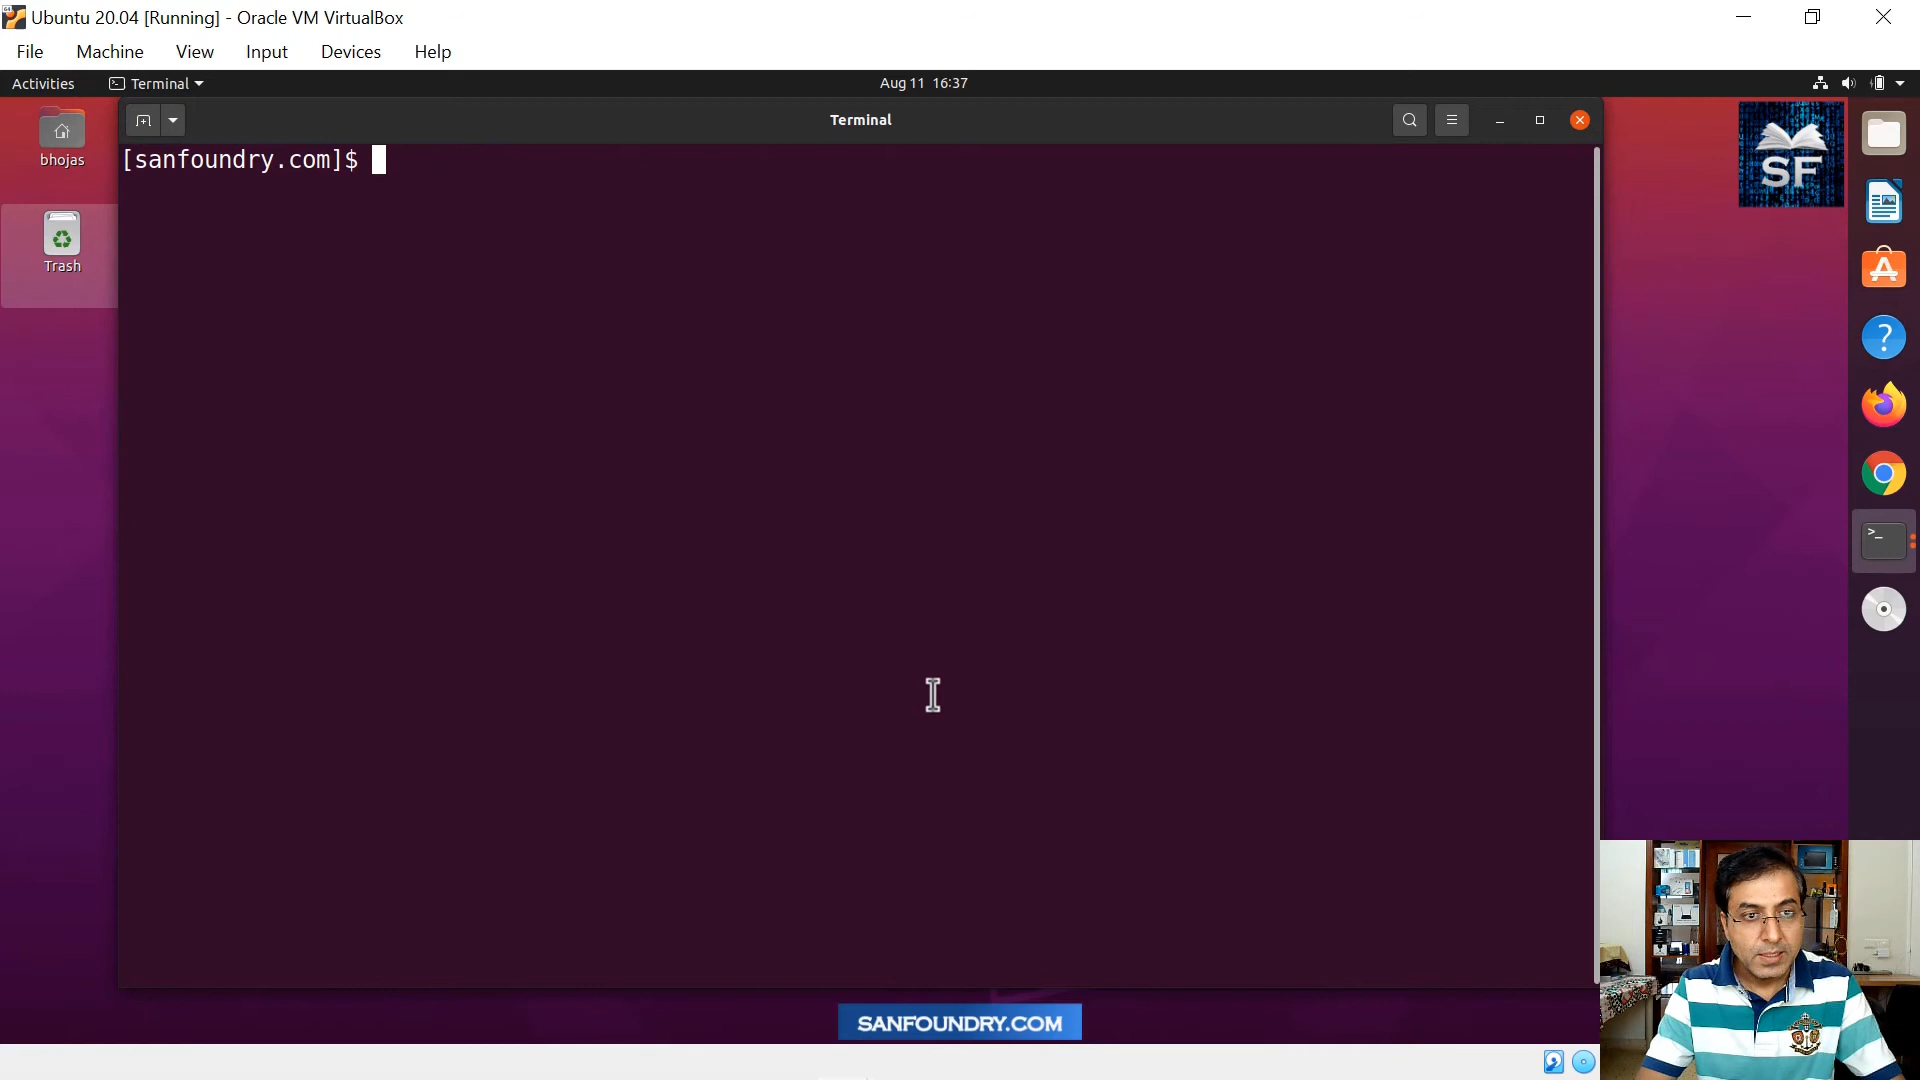 Ubuntu 20.04 [Running] - Oracle VM VirtualBox
File Machine View Input Devices Help
Activities Terminal Aug 11 16:37
Terminal
bhojas
Trash
[sanfoundry.com]$
SF
SANFOUNDRY.COM